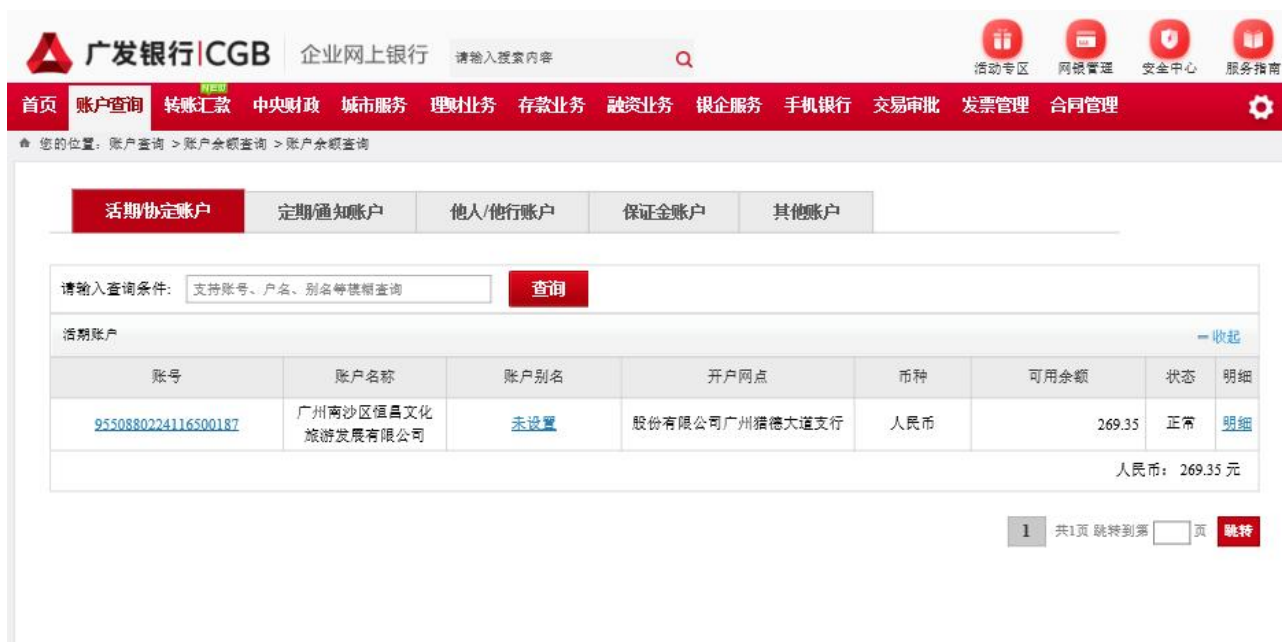 广发银行|CGB 企业网上银行 请输入搜索内容
活动专区 网银管理 安全中心 服务指南
NEW
首页 账户查询 转账汇款 中央财政 城市服务 理财业务 存款业务 融资业务 银企服务 手机银行 交易审批 发票管理 合同管理
您的位置：账户查询 >账户余额查询 >账户余额查询
活期/协定账户 定期/通知账户 他人/他行账户 保证金账户 其他账户
请输入查询条件: 支持账号、户名、别名等模糊查询 查询
活期账户 收起
账号 账户名称 账户别名 开户网点 币种 可用余额 状态 明细
9550880224116500187 广州南沙区恒昌文化 未设置 股份有限公司广州猎德大道支行 人民币 269.35 正常 明细
旅游发展有限公司
人民币: 269.35 元
1 共1页 跳转到第 页 跳转